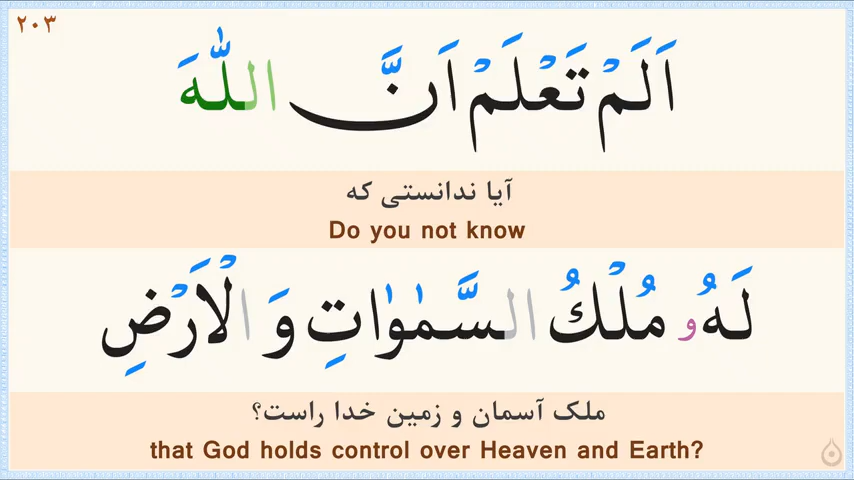 ٢٠٣
اَلَمْ تَعْلَمْ اَنَّ اللّٰهَ
آیا ندانستی که
Do you not know
لَهُو مُلْكُ السَّمٰوٰاتِ وَ الْاَرْضِ
ملک آسمان و زمین خدا راست؟
that God holds control over Heaven and Earth?